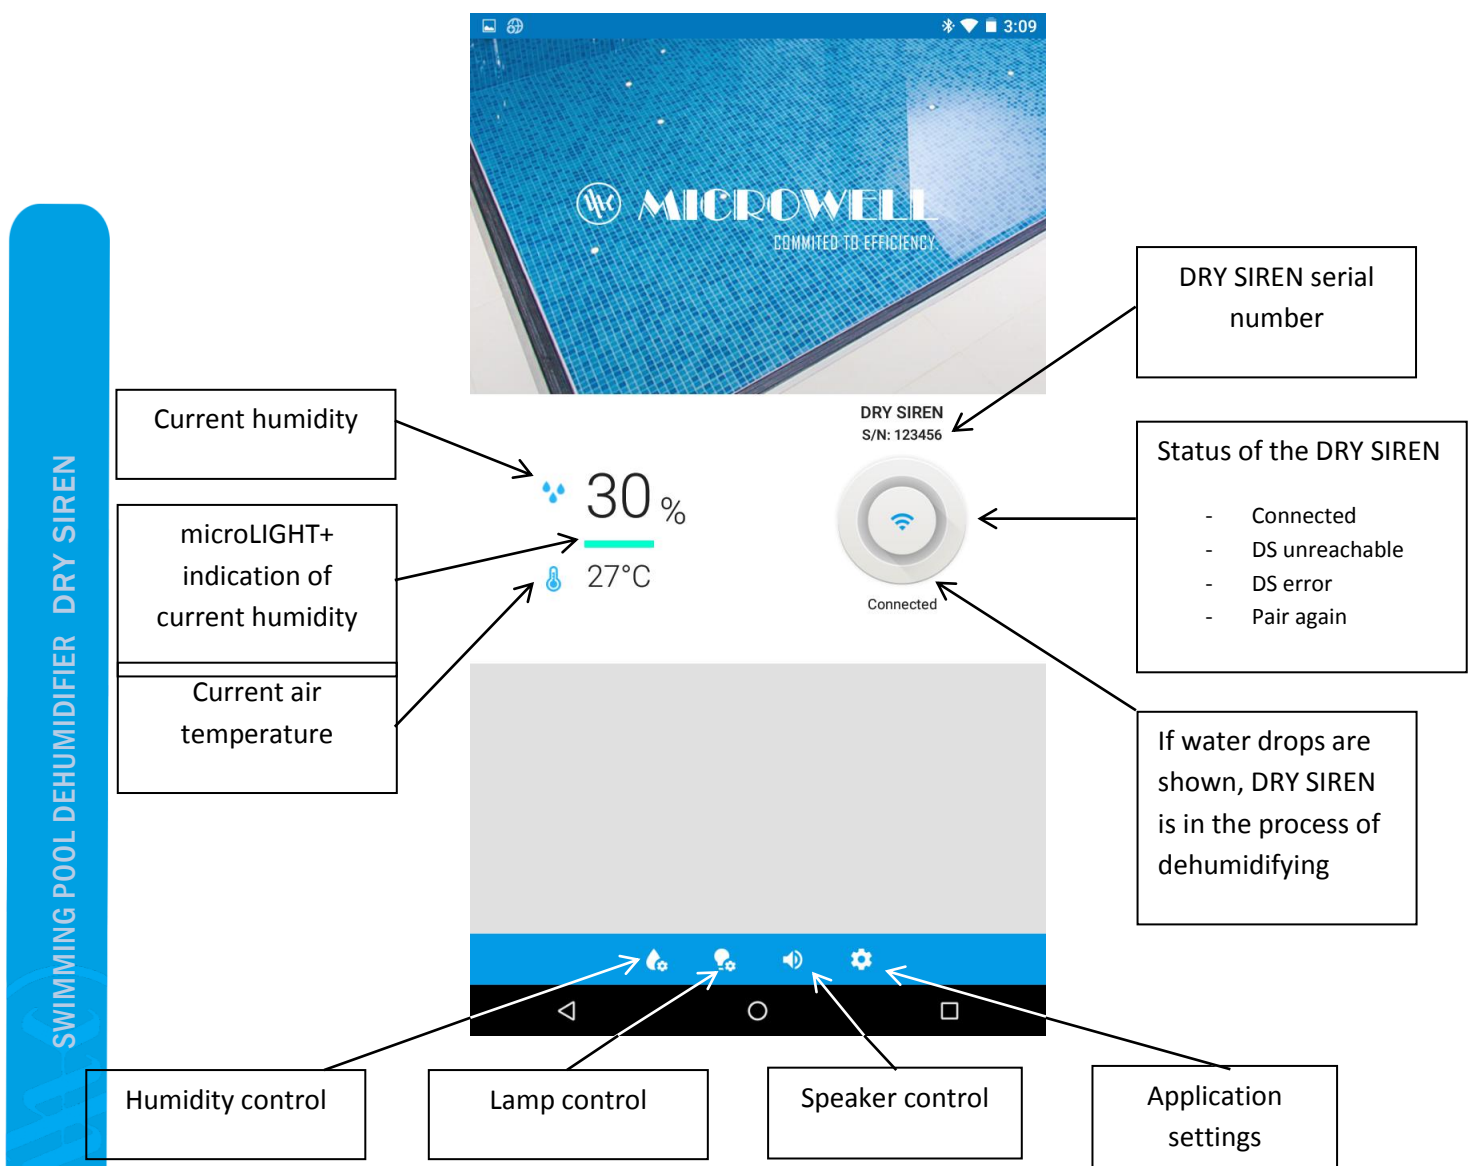 3:09
MICROWELL
COMMITED TO EFFICIENCY
DRY SIREN serial
number
Current humidity
DRY SIREN
S/N: 123456
Status of the DRY SIREN
- Connected
- DS unreachable
- DS error
- Pair again
30 %
microLIGHT+
indication of
current humidity
27°C
Connected
Current air
temperature
If water drops are
shown, DRY SIREN
is in the process of
dehumidifying
SWIMMING POOL DEHUMIDIFIER DRY SIREN
Humidity control
Lamp control
Speaker control
Application
settings